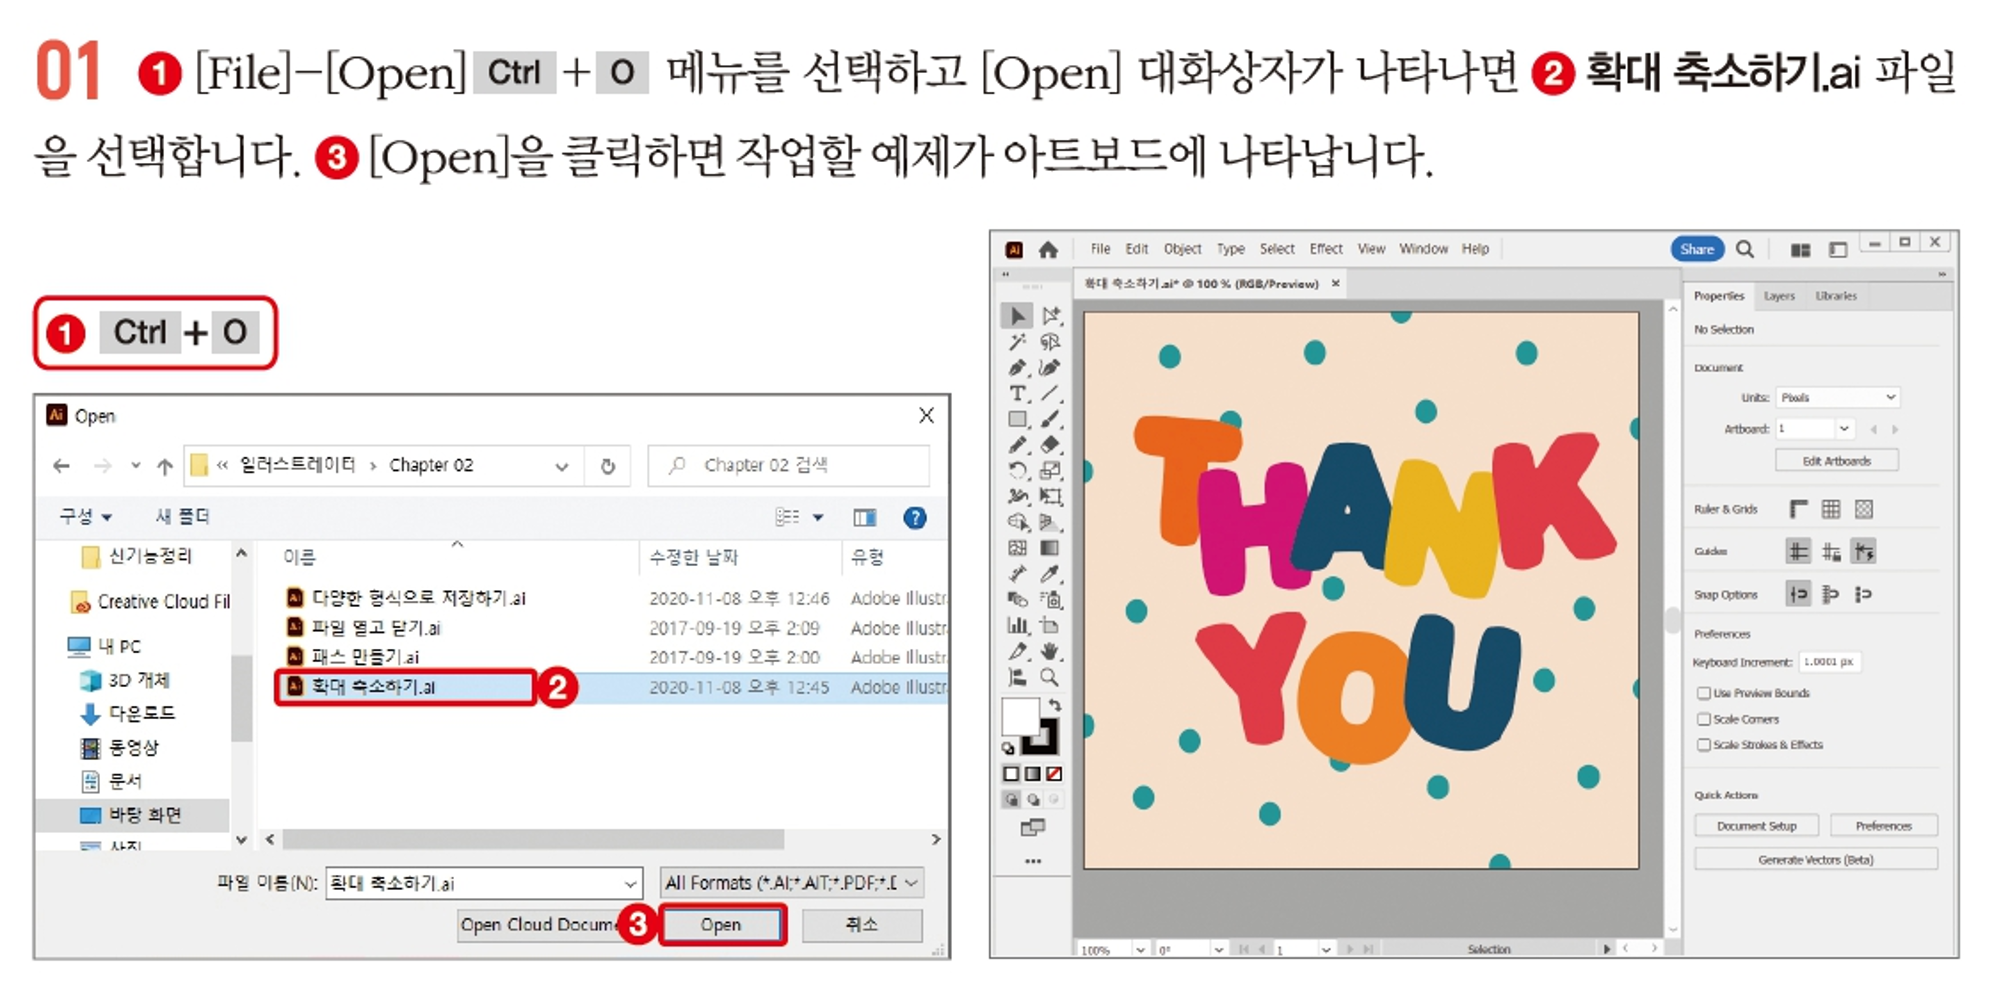 01 ❶ [File]–[Open] Ctrl + O 메뉴를 선택하고 [Open] 대화상자가 나타나면 ❷ 확대 축소하기.ai 파일
을 선택합니다. ❸ [Open]을 클릭하면 작업할 예제가 아트보드에 나타납니다.
❶ Ctrl + O
Ai Open
« 일러스트레이터 › Chapter 02
Chapter 02 검색
구성 새 폴더
신기능정리
Creative Cloud Fil
내 PC
3D 개체
다운로드
동영상
문서
바탕 화면
사진
이름 수정한 날짜 유형
다양한 형식으로 저장하기.ai 2020-11-08 오후 12:46 Adobe Illustr
파일 열고 닫기.ai 2017-09-19 오후 2:09 Adobe Illustr
패스 만들기.ai 2017-09-19 오후 2:00 Adobe Illustr
확대 축소하기.ai ❷ 2020-11-08 오후 12:45 Adobe Illustr
파일 이름(N): 확대 축소하기.ai All Formats (*.AI;*.AIT;*.PDF;*.D
Open Cloud Docum ❸ Open 취소
Ai File Edit Object Type Select Effect View Window Help Share
확대 축소하기.ai* @ 100 % (RGB/Preview) ×
THANK
YOU
Properties Layers Libraries
No Selection
Document
Units: Pixels
Artboard: 1
Edit Artboards
Ruler & Grids
Guides
Snap Options
Preferences
Keyboard Increment: 1.0001 px
Use Preview Bounds
Scale Corners
Scale Strokes & Effects
Quick Actions
Document Setup Preferences
Generate Vectors (Beta)
100% 0° 1 Selection